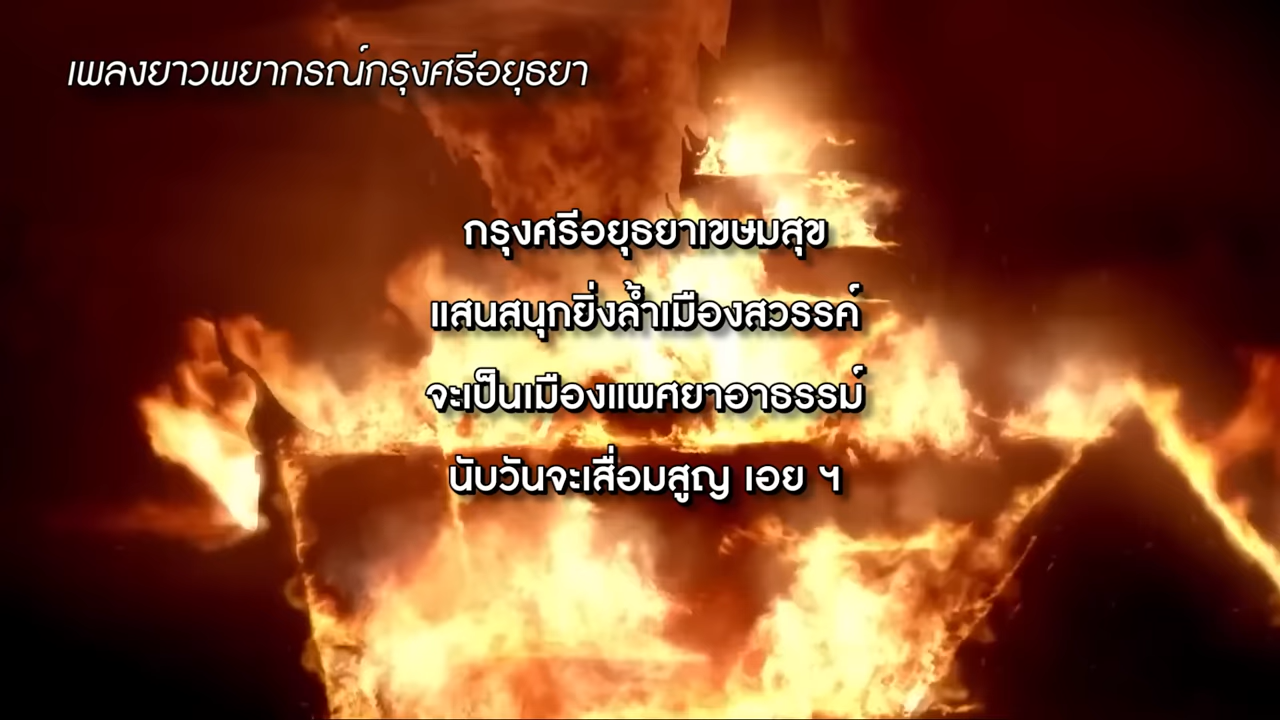 เพลงยาวพยากรณ์กรุงศรีอยุธยา
กรุงศรีอยุธยาเขษมสุข
แสนสนุกยิ่งล้ำเมืองสวรรค์
จะเป็นเมืองแพศยาอาธรรม์
นับวันจะเสื่อมสูญ เอย ฯ